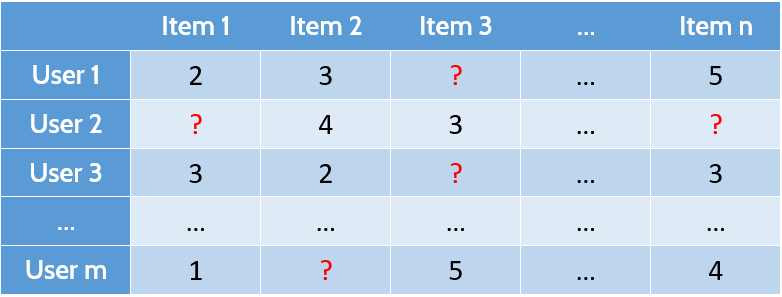 Item 1 Item 2 Item 3 ... Item n
User 1 2 3 ? ... 5
User 2 ? 4 3 ... ?
User 3 3 2 ? ... 3
... ... ... ... ... ...
User m 1 ? 5 ... 4